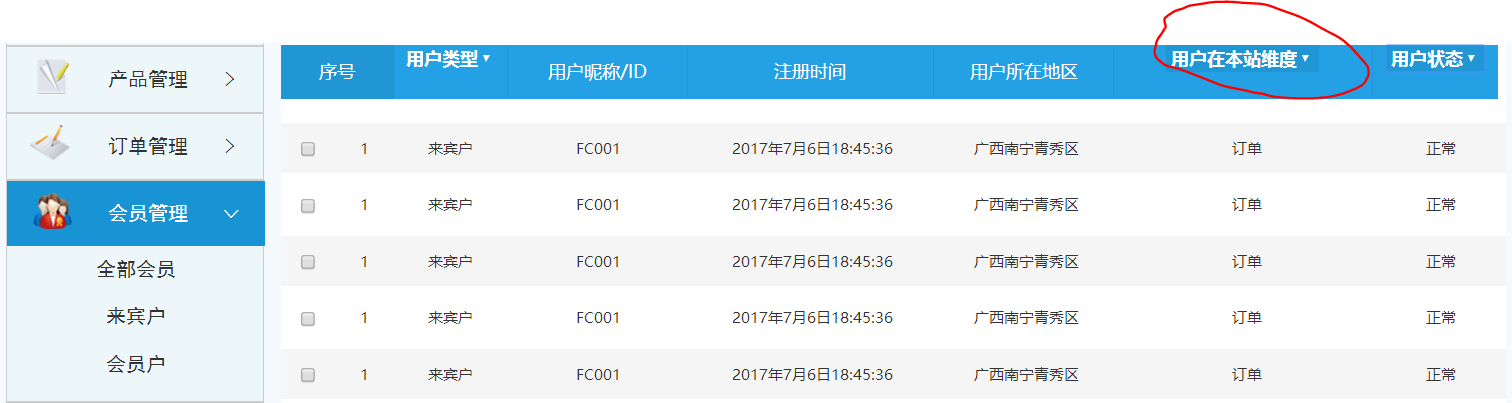 产品管理
订单管理
会员管理
全部会员
来宾户
会员户
序号 用户类型▼ 用户昵称/ID 注册时间 用户所在地区 用户在本站维度▼ 用户状态▼
1 来宾户 FC001 2017年7月6日18:45:36 广西南宁青秀区 订单 正常
1 来宾户 FC001 2017年7月6日18:45:36 广西南宁青秀区 订单 正常
1 来宾户 FC001 2017年7月6日18:45:36 广西南宁青秀区 订单 正常
1 来宾户 FC001 2017年7月6日18:45:36 广西南宁青秀区 订单 正常
1 来宾户 FC001 2017年7月6日18:45:36 广西南宁青秀区 订单 正常